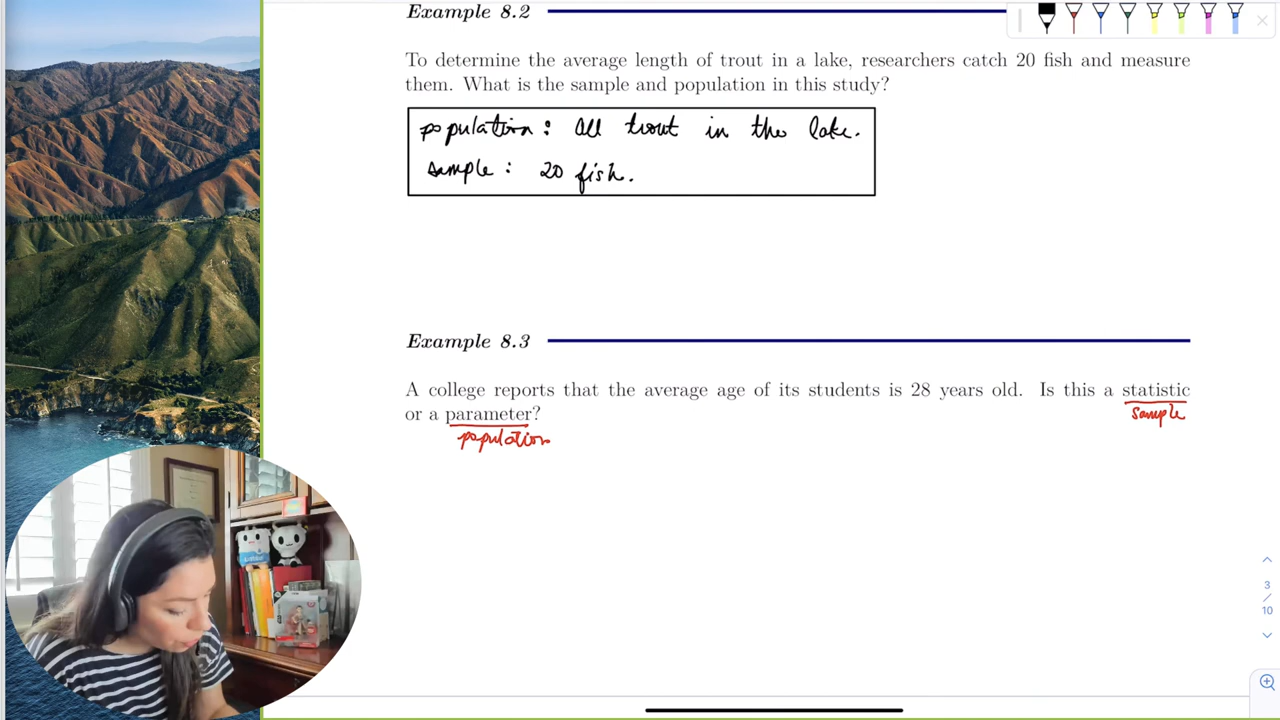 Example 8.2
To determine the average length of trout in a lake, researchers catch 20 fish and measure
them. What is the sample and population in this study?
population : all trout in the lake.
sample : 20 fish.
Example 8.3
A college reports that the average age of its students is 28 years old. Is this a statistic
or a parameter?
sample
population
3
/
10